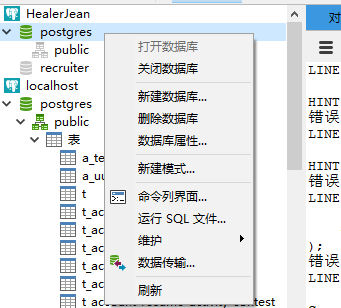 HealerJean
postgres
public
recruiter
localhost
postgres
public
表
a_te
a_uu
t
t_ac
t_ac
t_ac
t_ac
t_ac
打开数据库
关闭数据库
新建数据库...
删除数据库
数据库属性...
新建模式...
命令列界面...
运行 SQL 文件...
维护
数据传输...
刷新
对
LINE
HINT
错误
LINE
HINT
错误
LINE
);
错误
LINE